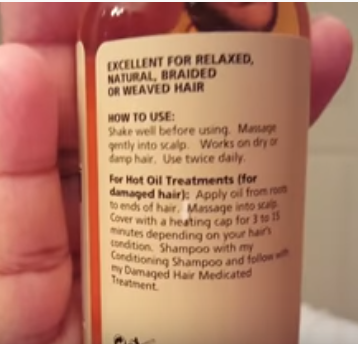 EXCELLENT FOR RELAXED,
NATURAL, BRAIDED
OR WEAVED HAIR
HOW TO USE:
Shake well before using. Massage
gently into scalp. Works on dry or
damp hair. Use twice daily.
For Hot Oil Treatments (for
damaged hair): Apply oil from roots
to ends of hair. Massage into scalp.
Cover with a heating cap for 3 to 15
minutes depending on your hair's
condition. Shampoo with my
Conditioning Shampoo and follow with
my Damaged Hair Medicated
Treatment.